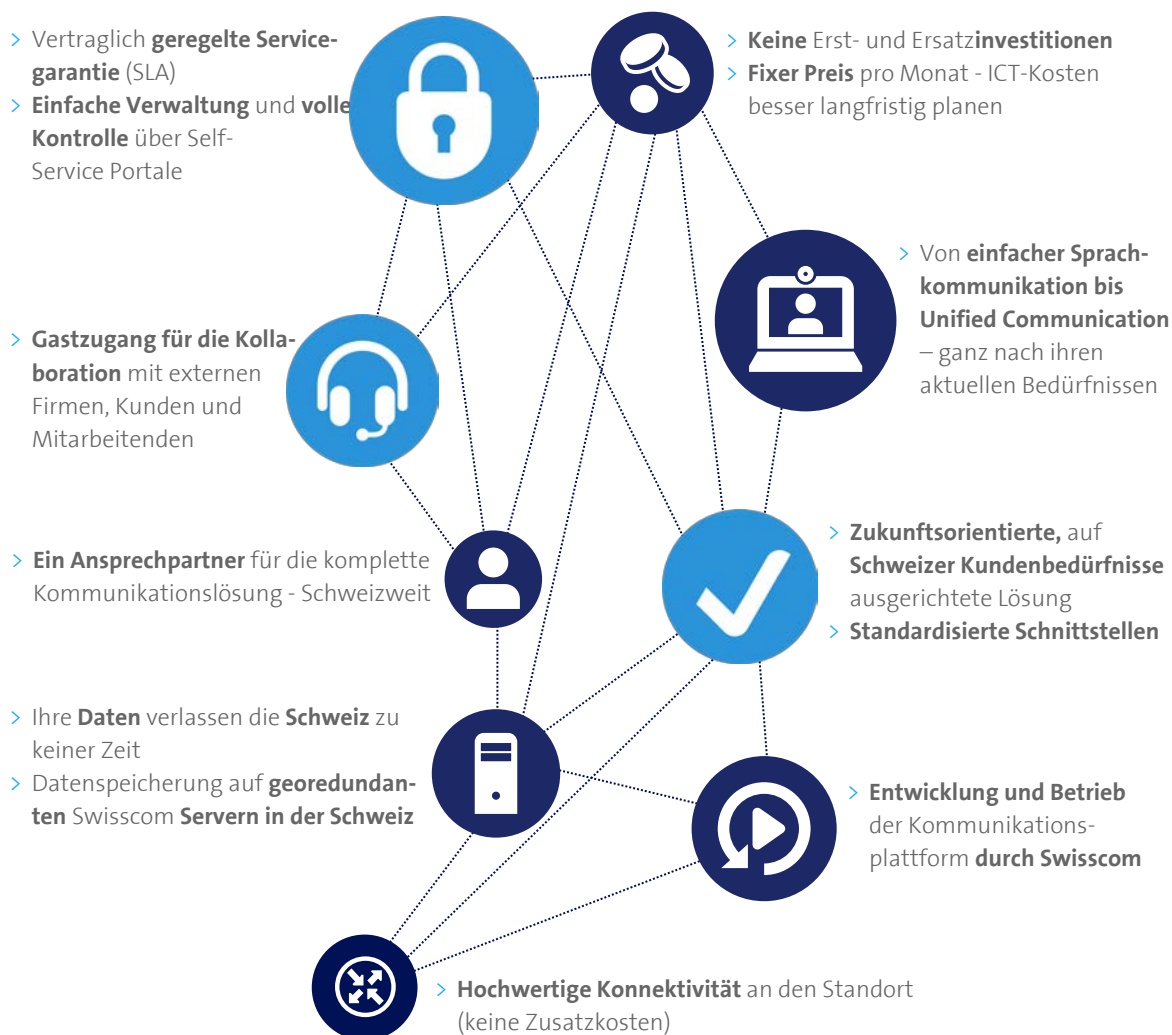 > Vertraglich geregelte Service-
garantie (SLA)
> Einfache Verwaltung und volle
Kontrolle über Self-
Service Portale
> Keine Erst- und Ersatzinvestitionen
> Fixer Preis pro Monat - ICT-Kosten
besser langfristig planen
> Von einfacher Sprach-
kommunikation bis
Unified Communication
– ganz nach ihren
aktuellen Bedürfnissen
> Gastzugang für die Kolla-
boration mit externen
Firmen, Kunden und
Mitarbeitenden
> Ein Ansprechpartner für die komplette
Kommunikationslösung - Schweizweit
> Zukunftsorientierte, auf
Schweizer Kundenbedürfnisse
ausgerichtete Lösung
> Standardisierte Schnittstellen
> Ihre Daten verlassen die Schweiz zu
keiner Zeit
> Datenspeicherung auf georedundan-
ten Swisscom Servern in der Schweiz
> Entwicklung und Betrieb
der Kommunikations-
plattform durch Swisscom
> Hochwertige Konnektivität an den Standort
(keine Zusatzkosten)